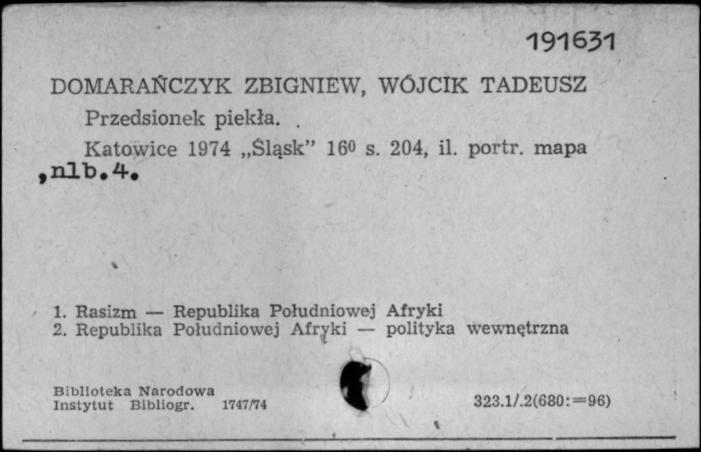 191631
DOMARAŃCZYK ZBIGNIEW, WÓJCIK TADEUSZ
Przedsionek piekła.
Katowice 1974 „Śląsk” 16⁰ s. 204, il. portr. mapa
,nlb.4.
1. Rasizm — Republika Południowej Afryki
2. Republika Południowej Afryki — polityka wewnętrzna
Biblioteka Narodowa
Instytut Bibliogr. 1747/74
323.1/.2(680:=96)